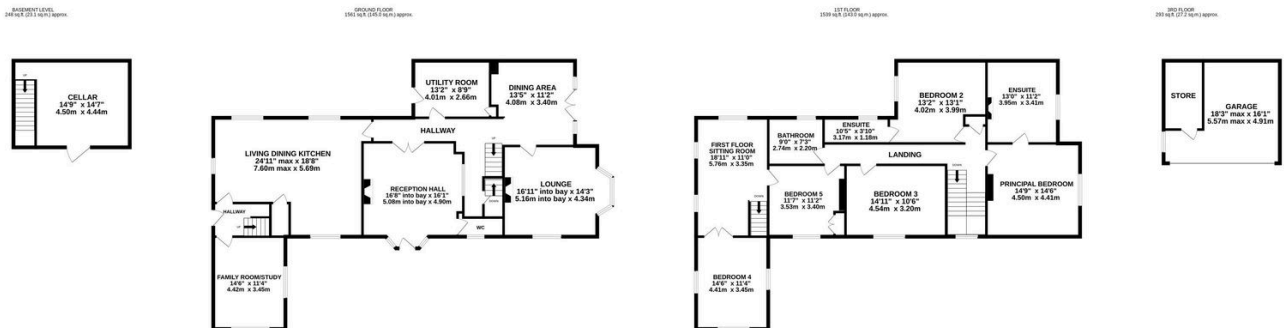 BASEMENT LEVEL
248 sq.ft. (23.1 sq.m.) approx.
UP
CELLAR
14'9" x 14'7"
4.50m x 4.44m
GROUND FLOOR
1561 sq.ft. (145.0 sq.m.) approx.
UTILITY ROOM
13'2" x 8'9"
4.01m x 2.66m
DINING AREA
13'5" x 11'2"
4.08m x 3.40m
HALLWAY
LIVING DINING KITCHEN
24'11" max x 18'8"
7.60m max x 5.69m
UP
RECEPTION HALL
16'8" into bay x 16'1"
5.08m into bay x 4.90m
DOWN
LOUNGE
16'11" into bay x 14'3"
5.16m into bay x 4.34m
HALLWAY
UP
WC
FAMILY ROOM/STUDY
14'6" x 11'4"
4.42m x 3.45m
1ST FLOOR
1539 sq.ft. (143.0 sq.m.) approx.
BEDROOM 2
13'2" x 13'1"
4.02m x 3.99m
ENSUITE
13'0" x 11'2"
3.95m x 3.41m
ENSUITE
10'5" x 3'10"
3.17m x 1.18m
BATHROOM
9'0" x 7'3"
2.74m x 2.20m
FIRST FLOOR
SITTING ROOM
18'11" x 11'0"
5.76m x 3.35m
LANDING
DOWN
BEDROOM 5
11'7" x 11'2"
3.53m x 3.40m
BEDROOM 3
14'11" x 10'6"
4.54m x 3.20m
PRINCIPAL BEDROOM
14'9" x 14'6"
4.50m x 4.41m
DOWN
BEDROOM 4
14'6" x 11'4"
4.41m x 3.45m
3RD FLOOR
293 sq.ft. (27.2 sq.m.) approx.
STORE
GARAGE
18'3" max x 16'1"
5.57m max x 4.91m